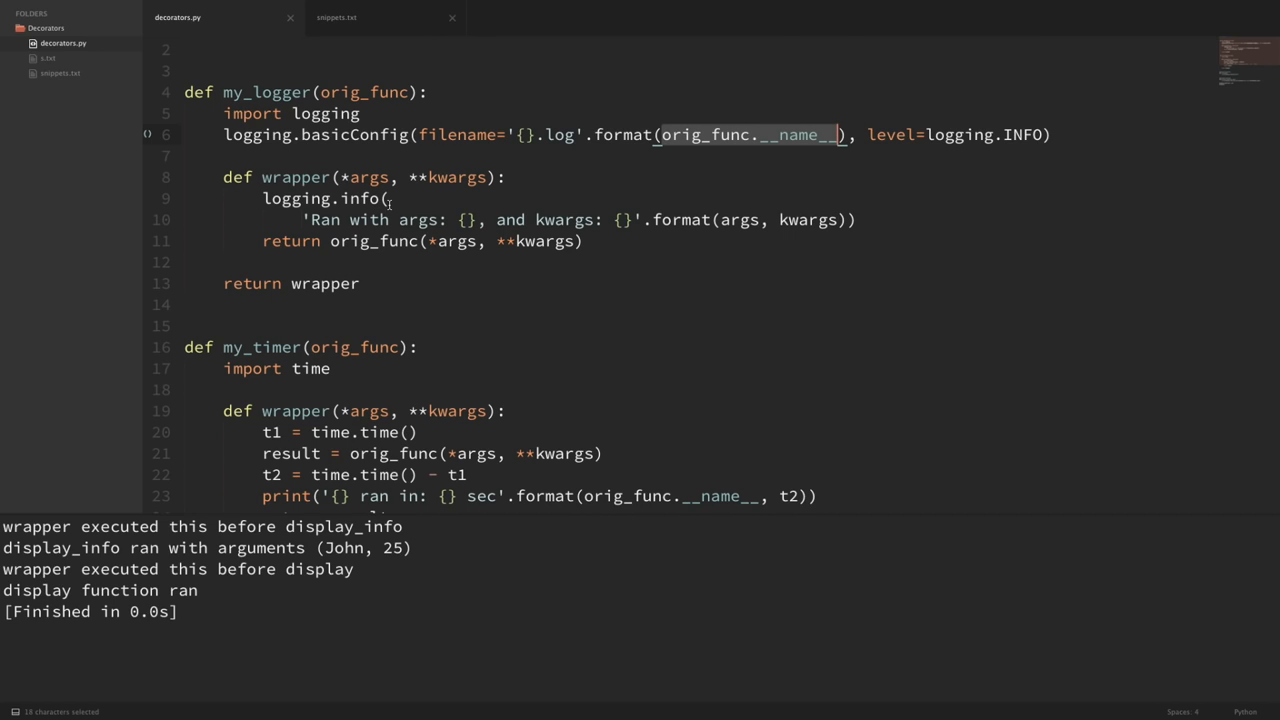 FOLDERS
Decorators
decorators.py
s.txt
snippets.txt
decorators.py
snippets.txt
2
3
4 def my_logger(orig_func):
5 import logging
6 logging.basicConfig(filename='{}.log'.format(orig_func.__name__), level=logging.INFO)
7
8 def wrapper(*args, **kwargs):
9 logging.info(
10 'Ran with args: {}, and kwargs: {}'.format(args, kwargs))
11 return orig_func(*args, **kwargs)
12
13 return wrapper
14
15
16 def my_timer(orig_func):
17 import time
18
19 def wrapper(*args, **kwargs):
20 t1 = time.time()
21 result = orig_func(*args, **kwargs)
22 t2 = time.time() - t1
23 print('{} ran in: {} sec'.format(orig_func.__name__, t2))
wrapper executed this before display_info
display_info ran with arguments (John, 25)
wrapper executed this before display
display function ran
[Finished in 0.0s]
18 characters selected
Spaces: 4
Python